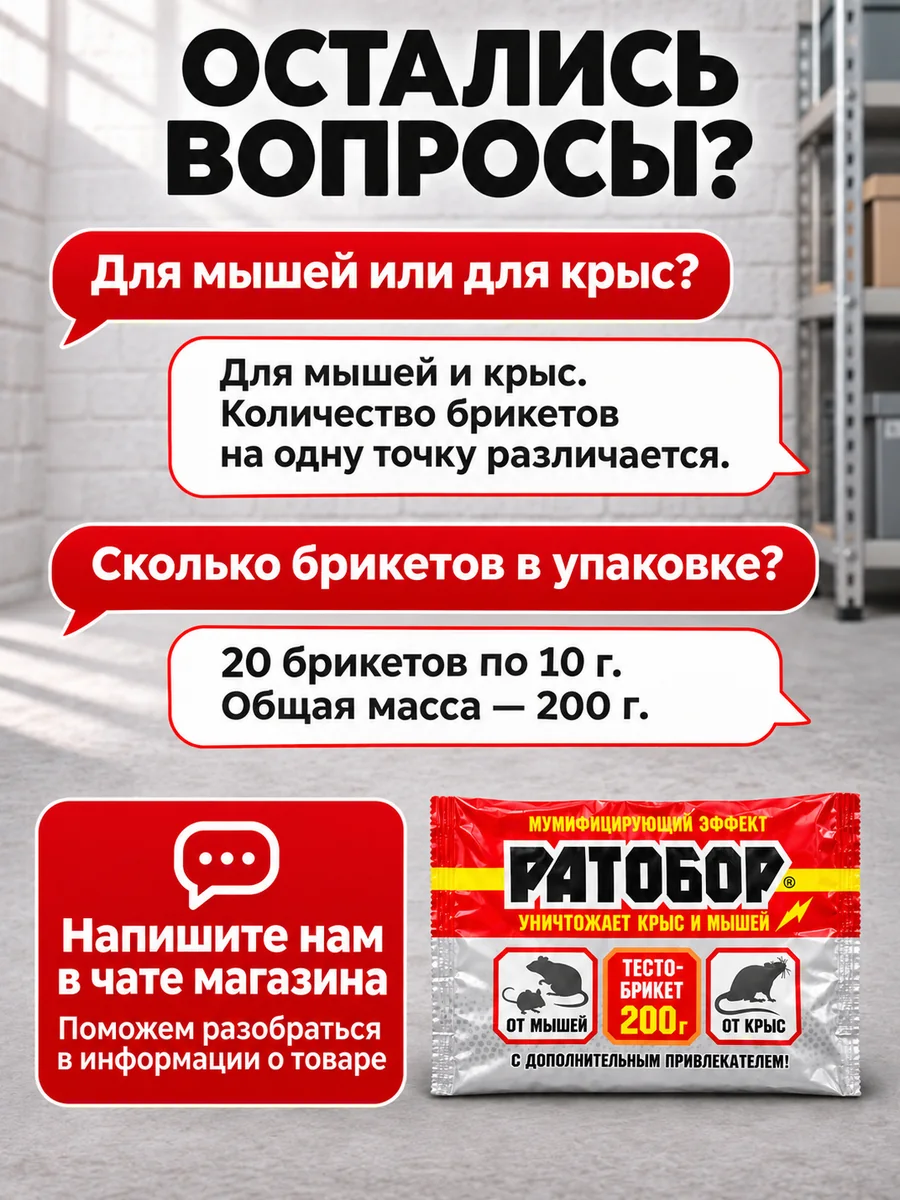 ОСТАЛИСЬ
ВОПРОСЫ?
Для мышей или для крыс?
Для мышей и крыс.
Количество брикетов
на одну точку различается.
Сколько брикетов в упаковке?
20 брикетов по 10 г.
Общая масса — 200 г.
Напишите нам
в чате магазина
Поможем разобраться
в информации о товаре
МУМИФИЦИРУЮЩИЙ ЭФФЕКТ
РАТОБОР®
УНИЧТОЖАЕТ КРЫС И МЫШЕЙ
ОТ МЫШЕЙ
ТЕСТО-
БРИКЕТ
200г
ОТ КРЫС
С ДОПОЛНИТЕЛЬНЫМ ПРИВЛЕКАТЕЛЕМ!